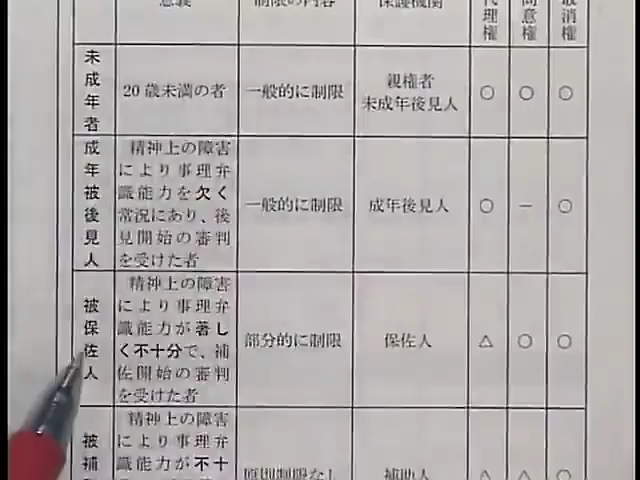 意義
制限の内容
保護機関
代理権
同意権
取消権
未成年者
20歳未満の者
一般的に制限
親権者
未成年後見人
○
○
○
成年被後見人
精神上の障害
により事理弁
識能力を欠く
常況にあり、後
見開始の審判
を受けた者
一般的に制限
成年後見人
○
−
○
被保佐人
精神上の障害
により事理弁
識能力が著し
く不十分で、補
佐開始の審判
を受けた者
部分的に制限
保佐人
△
○
○
被補
精神上の障害
により事理弁
識能力が不十
原則制限なし
補助人
△
△
○